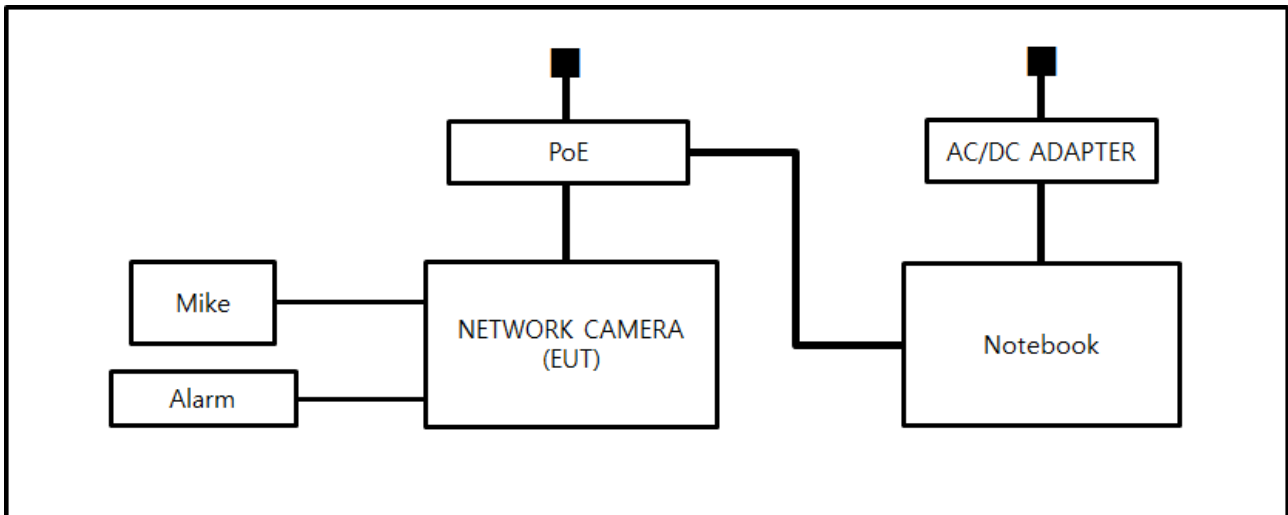 PoE
AC/DC ADAPTER
Mike
NETWORK CAMERA
(EUT)
Notebook
Alarm